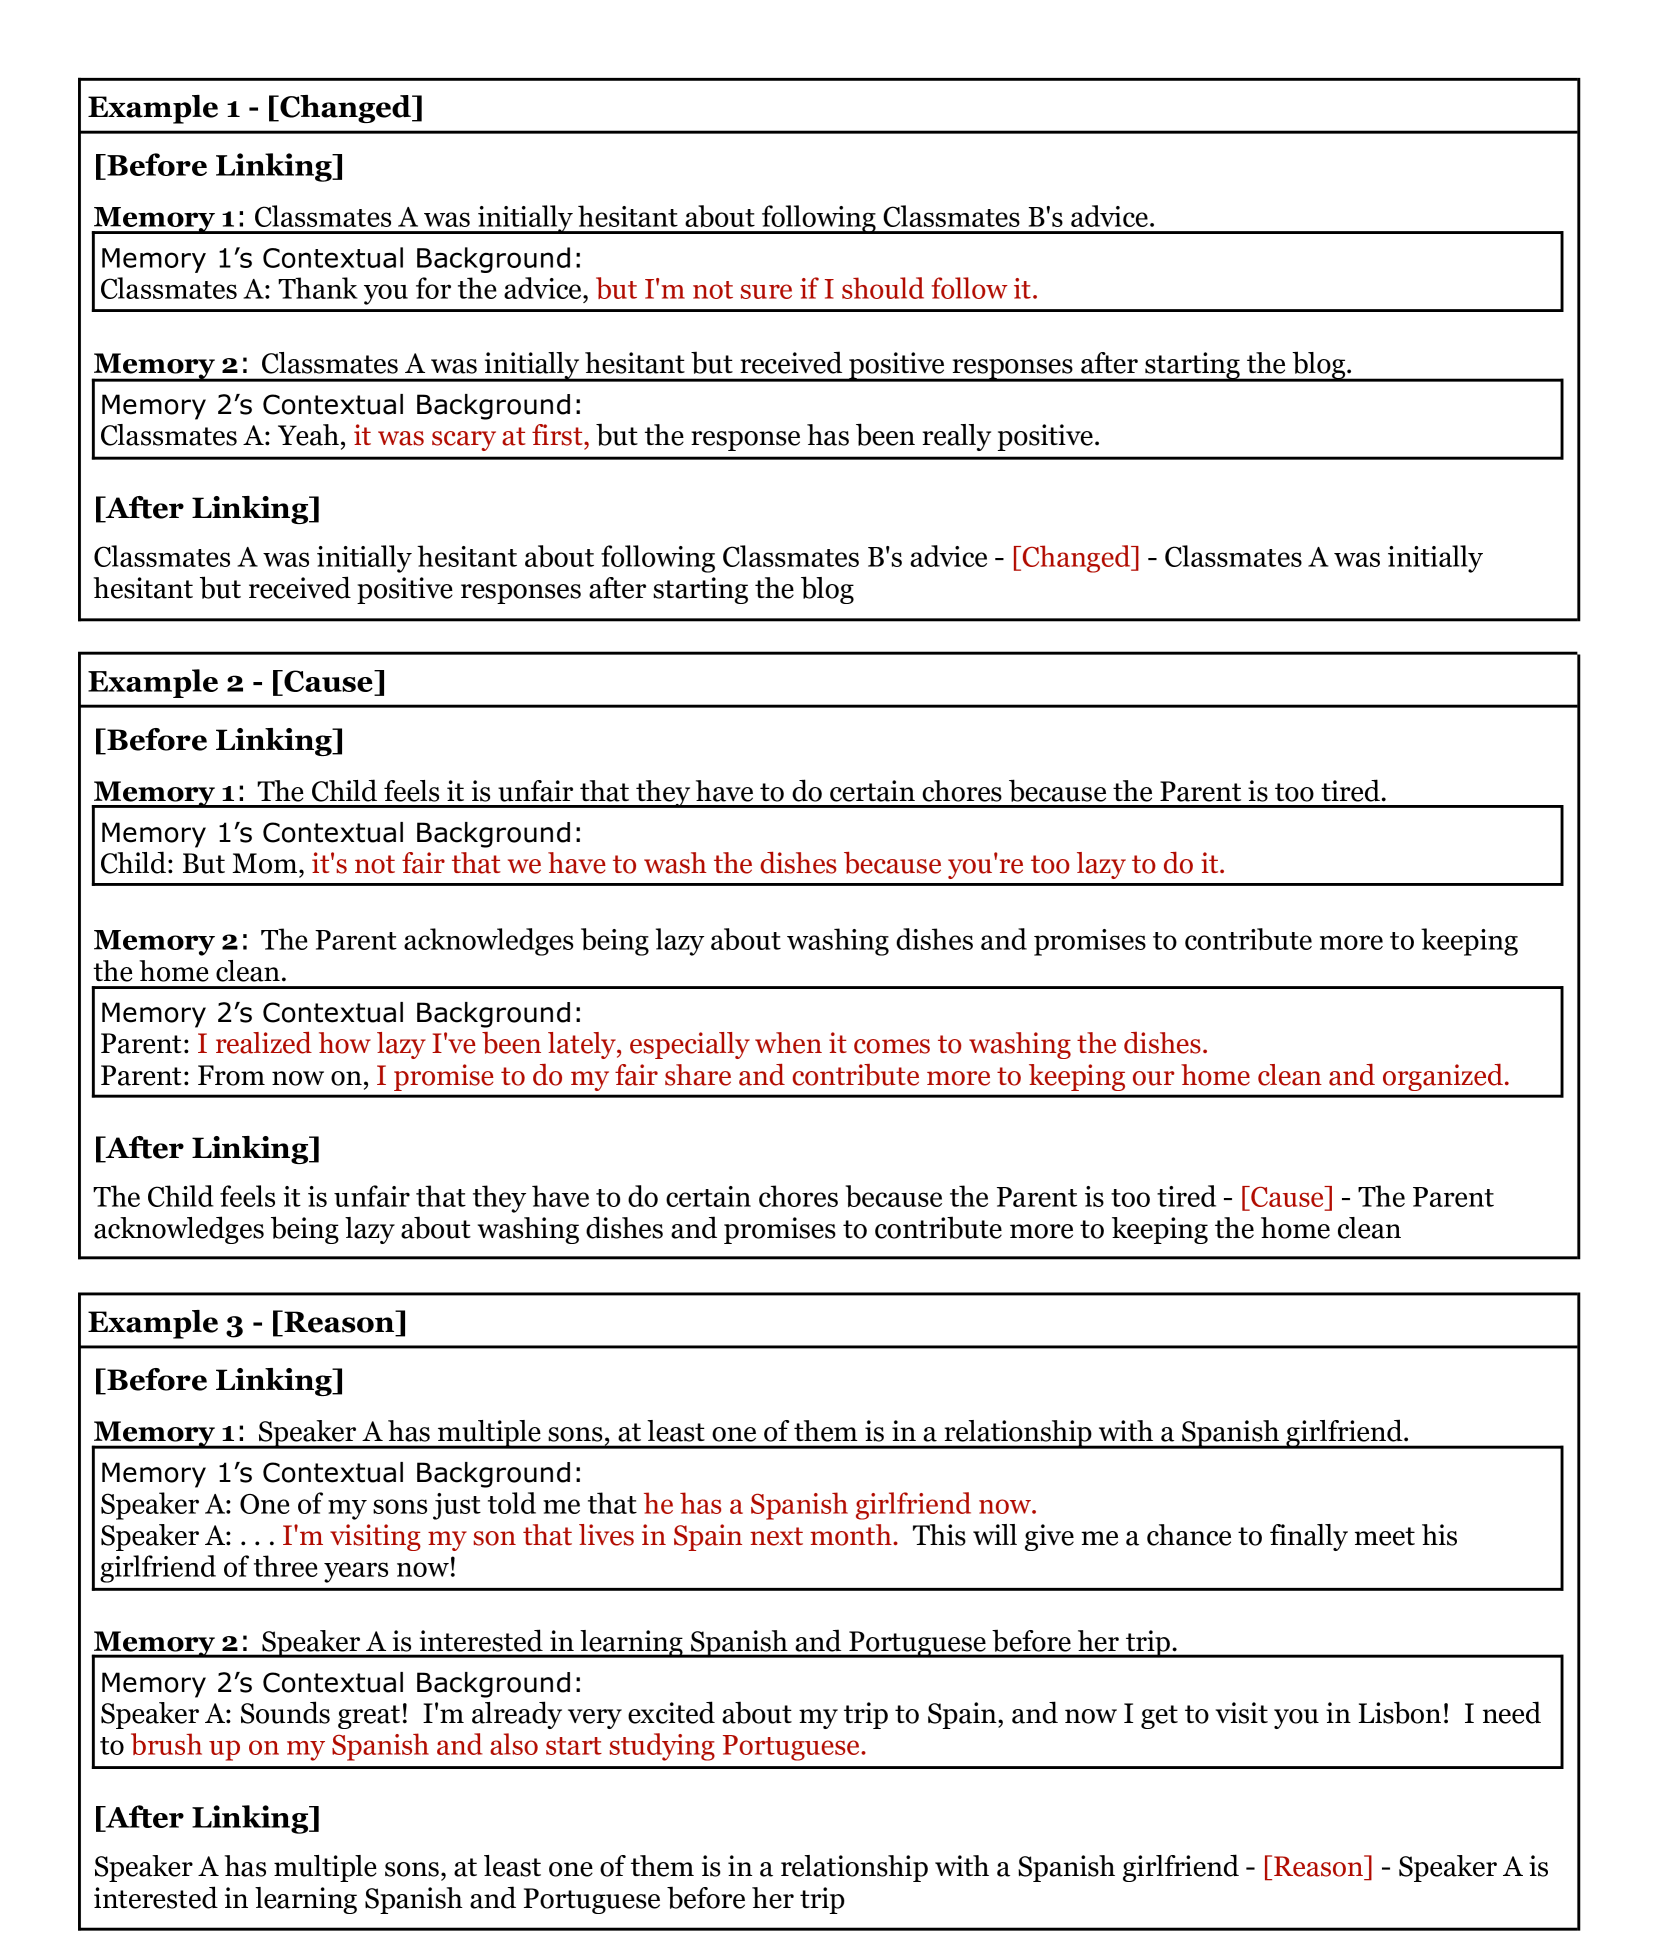 Example 1 - [Changed]
[Before Linking]
Memory 1: Classmates A was initially hesitant about following Classmates B's advice.
Memory 1’s Contextual Background:
Classmates A: Thank you for the advice, but I'm not sure if I should follow it.
Memory 2: Classmates A was initially hesitant but received positive responses after starting the blog.
Memory 2’s Contextual Background:
Classmates A: Yeah, it was scary at first, but the response has been really positive.
[After Linking]
Classmates A was initially hesitant about following Classmates B's advice - [Changed] - Classmates A was initially
hesitant but received positive responses after starting the blog
Example 2 - [Cause]
[Before Linking]
Memory 1: The Child feels it is unfair that they have to do certain chores because the Parent is too tired.
Memory 1’s Contextual Background:
Child: But Mom, it's not fair that we have to wash the dishes because you're too lazy to do it.
Memory 2: The Parent acknowledges being lazy about washing dishes and promises to contribute more to keeping
the home clean.
Memory 2’s Contextual Background:
Parent: I realized how lazy I've been lately, especially when it comes to washing the dishes.
Parent: From now on, I promise to do my fair share and contribute more to keeping our home clean and organized.
[After Linking]
The Child feels it is unfair that they have to do certain chores because the Parent is too tired - [Cause] - The Parent
acknowledges being lazy about washing dishes and promises to contribute more to keeping the home clean
Example 3 - [Reason]
[Before Linking]
Memory 1: Speaker A has multiple sons, at least one of them is in a relationship with a Spanish girlfriend.
Memory 1’s Contextual Background:
Speaker A: One of my sons just told me that he has a Spanish girlfriend now.
Speaker A: . . . I'm visiting my son that lives in Spain next month.  This will give me a chance to finally meet his
girlfriend of three years now!
Memory 2: Speaker A is interested in learning Spanish and Portuguese before her trip.
Memory 2’s Contextual Background:
Speaker A: Sounds great!  I'm already very excited about my trip to Spain, and now I get to visit you in Lisbon!  I need
to brush up on my Spanish and also start studying Portuguese.
[After Linking]
Speaker A has multiple sons, at least one of them is in a relationship with a Spanish girlfriend - [Reason] - Speaker A is
interested in learning Spanish and Portuguese before her trip